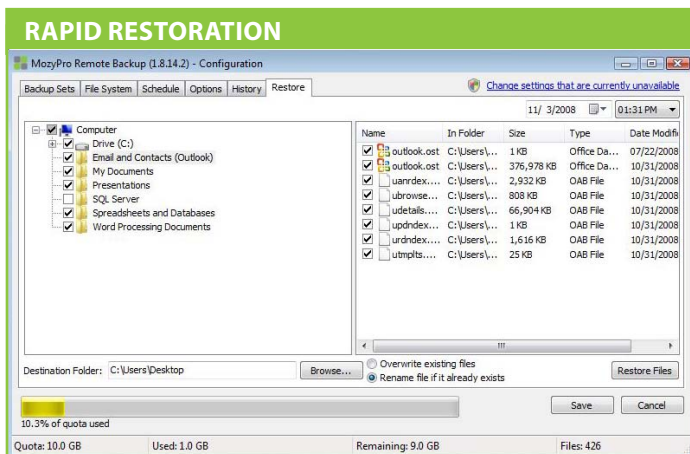 RAPID RESTORATION
MozyPro Remote Backup (1.8.14.2) - Configuration
Backup Sets File System Schedule Options History Restore
Change settings that are currently unavailable
11/ 3/2008 01:31 PM
Computer
Drive (C:)
Email and Contacts (Outlook)
My Documents
Presentations
SQL Server
Spreadsheets and Databases
Word Processing Documents
Name In Folder Size Type Date Modifi
outlook.ost C:\Users\... 1 KB Office Da... 07/22/2008
outlook.ost C:\Users\... 376,978 KB Office Da... 10/31/2008
uanrdex.... C:\Users\... 2,932 KB OAB File 10/31/2008
ubrowse... C:\Users\... 808 KB OAB File 10/31/2008
udetails.... C:\Users\... 66,904 KB OAB File 10/31/2008
updndex... C:\Users\... 1 KB OAB File 10/31/2008
urdndex.... C:\Users\... 1,616 KB OAB File 10/31/2008
utmplts.... C:\Users\... 25 KB OAB File 10/31/2008
Destination Folder: C:\Users\Desktop Browse...
Overwrite existing files
Rename file if it already exists
Restore Files
Save Cancel
10.3% of quota used
Quota: 10.0 GB Used: 1.0 GB Remaining: 9.0 GB Files: 426